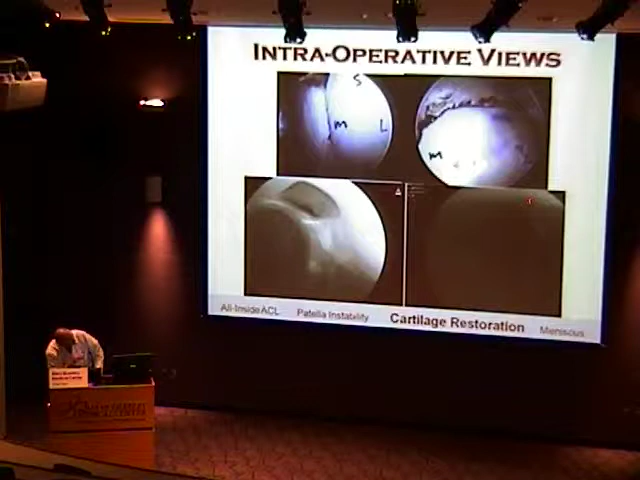 INTRA-OPERATIVE VIEWS
S
M L
M
All-Inside ACL Patella Instability Cartilage Restoration Meniscus